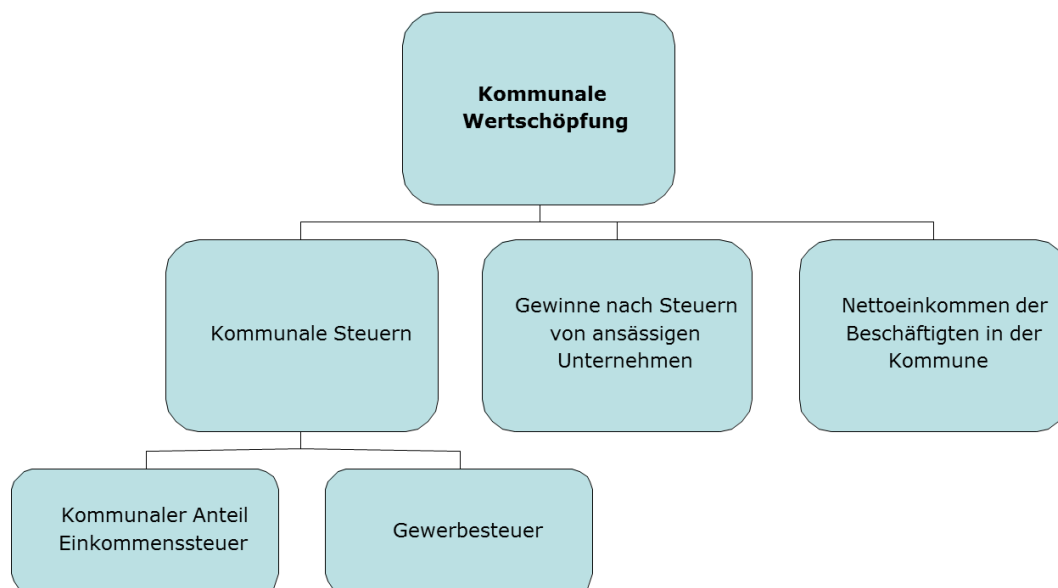 Kommunale
Wertschöpfung
Kommunale Steuern
Gewinne nach Steuern
von ansässigen
Unternehmen
Nettoeinkommen der
Beschäftigten in der
Kommune
Kommunaler Anteil
Einkommenssteuer
Gewerbesteuer